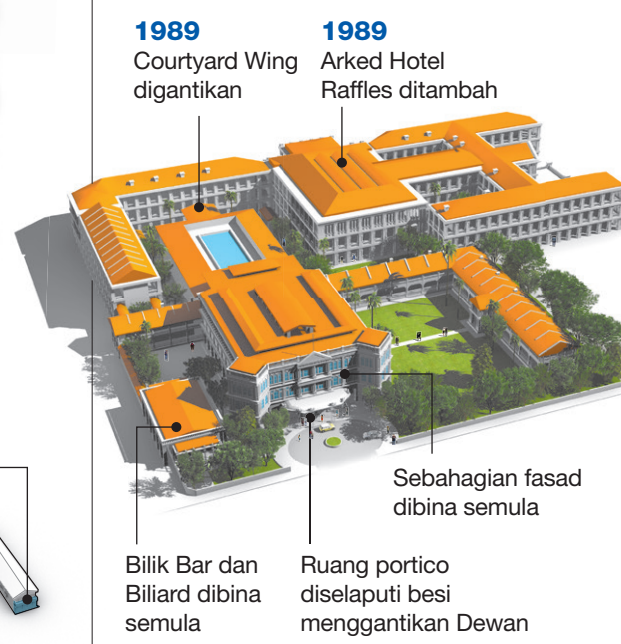 1989
Courtyard Wing
digantikan
1989
Arked Hotel
Raffles ditambah
Sebahagian fasad
dibina semula
Bilik Bar dan
Biliard dibina
semula
Ruang portico
diselaputi besi
menggantikan Dewan